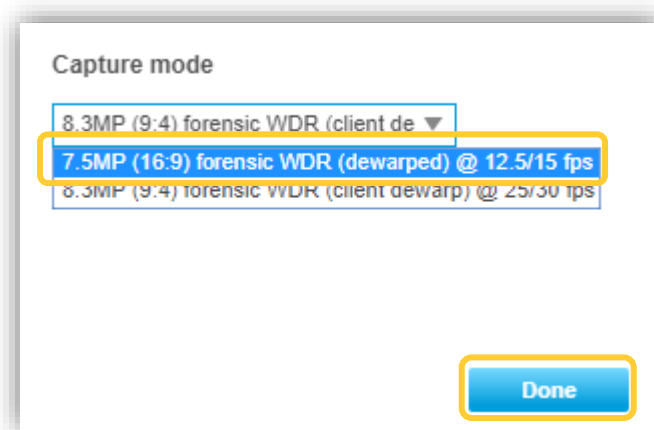 Capture mode
8.3MP (9:4) forensic WDR (client de
7.5MP (16:9) forensic WDR (dewarped) @ 12.5/15 fps
8.3MP (9:4) forensic WDR (client dewarp) @ 25/30 fps
Done